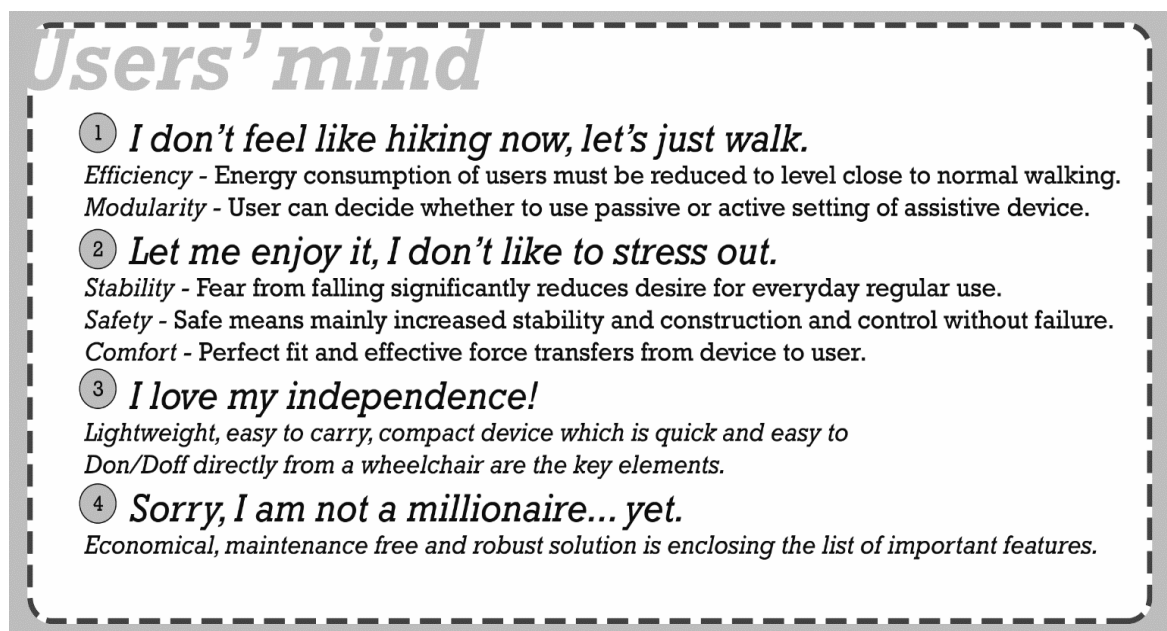 Users' mind
1 I don't feel like hiking now, let's just walk.
Efficiency - Energy consumption of users must be reduced to level close to normal walking.
Modularity - User can decide whether to use passive or active setting of assistive device.
2 Let me enjoy it, I don't like to stress out.
Stability - Fear from falling significantly reduces desire for everyday regular use.
Safety - Safe means mainly increased stability and construction and control without failure.
Comfort - Perfect fit and effective force transfers from device to user.
3 I love my independence!
Lightweight, easy to carry, compact device which is quick and easy to
Don/Doff directly from a wheelchair are the key elements.
4 Sorry, I am not a millionaire... yet.
Economical, maintenance free and robust solution is enclosing the list of important features.